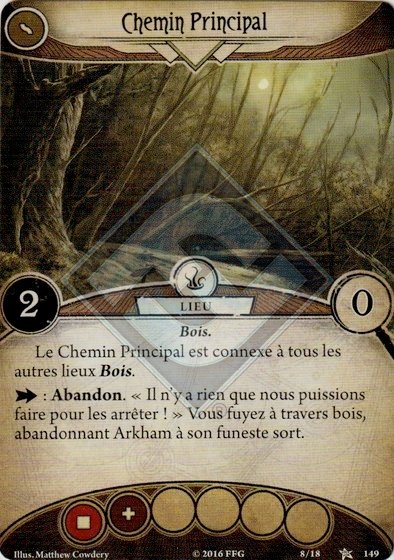 Chemin Principal
2
LIEU
0
Bois.
Le Chemin Principal est connexe à tous les
autres lieux Bois.
: Abandon. « Il n'y a rien que nous puissions
faire pour les arrêter ! » Vous fuyez à travers bois,
abandonnant Arkham à son funeste sort.
Illus. Matthew Cowdery
© 2016 FFG
8/18
149